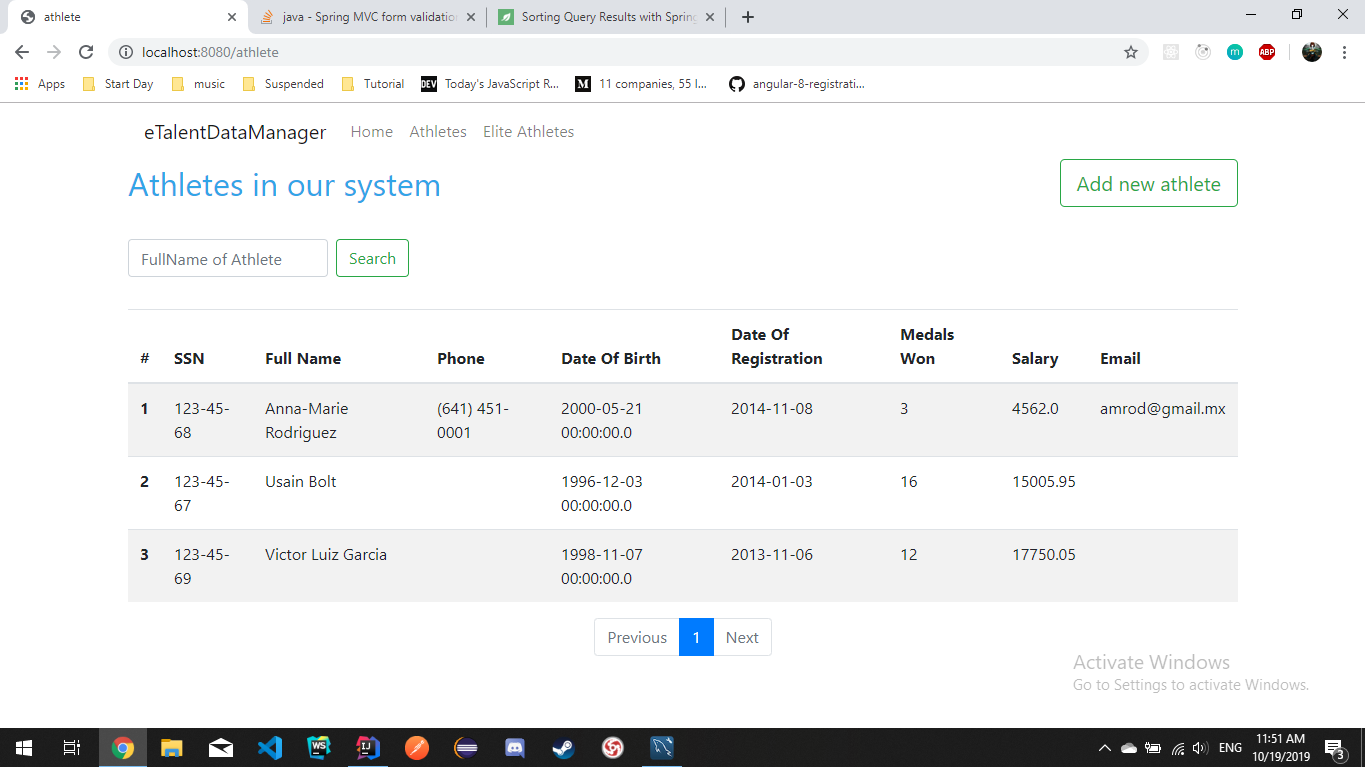 athlete
java - Spring MVC form validation
Sorting Query Results with Spring
localhost:8080/athlete
ABP
Apps
Start Day
music
Suspended
Tutorial
DEV Today's JavaScript R...
M 11 companies, 55 l...
angular-8-registrati...
eTalentDataManager Home Athletes Elite Athletes
Athletes in our system
Add new athlete
FullName of Athlete
Search
# SSN Full Name Phone Date Of Birth Date Of Registration Medals Won Salary Email
1 123-45-68 Anna-Marie Rodriguez (641) 451-0001 2000-05-21 00:00:00.0 2014-11-08 3 4562.0 amrod@gmail.mx
2 123-45-67 Usain Bolt 1996-12-03 00:00:00.0 2014-01-03 16 15005.95
3 123-45-69 Victor Luiz Garcia 1998-11-07 00:00:00.0 2013-11-06 12 17750.05
Previous 1 Next
Activate Windows
Go to Settings to activate Windows.
WS
IJ
ENG
11:51 AM
10/19/2019
3